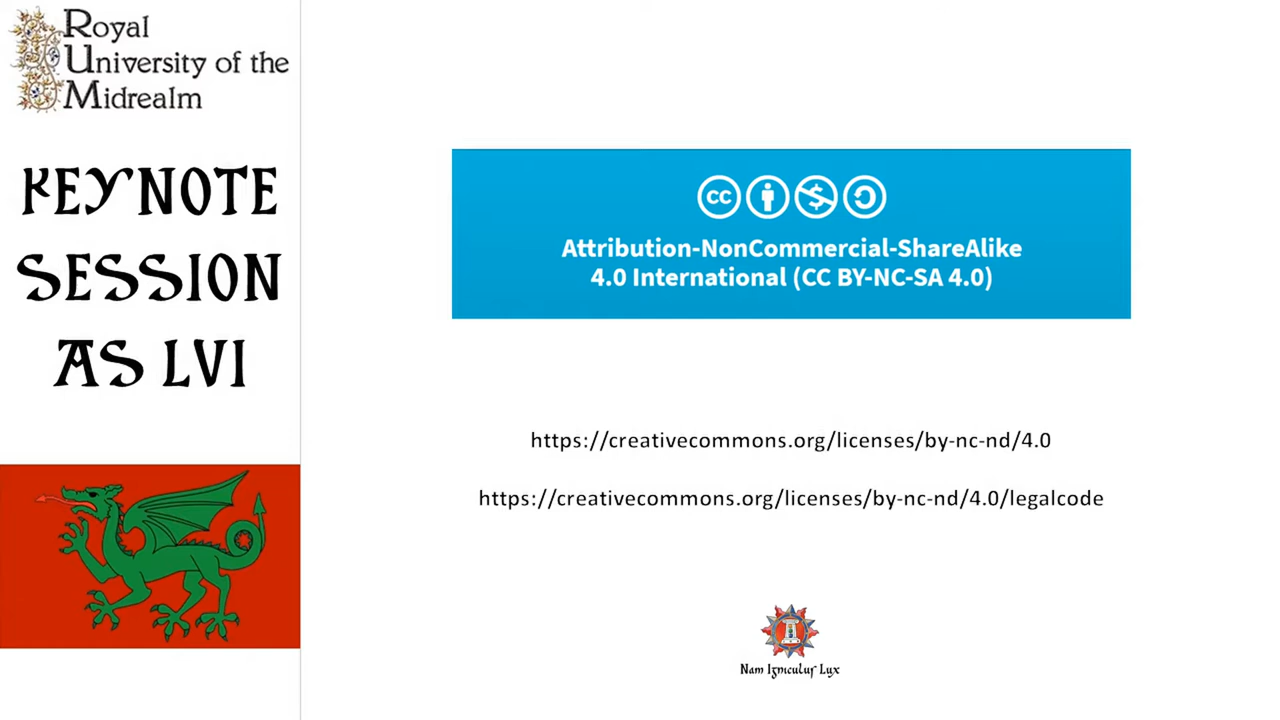 Royal
University of the
Midrealm
KEYNOTE
SESSION
AS LVI
cc
Attribution-NonCommercial-ShareAlike
4.0 International (CC BY-NC-SA 4.0)
https://creativecommons.org/licenses/by-nc-nd/4.0
https://creativecommons.org/licenses/by-nc-nd/4.0/legalcode
Nam Igniculus Lux